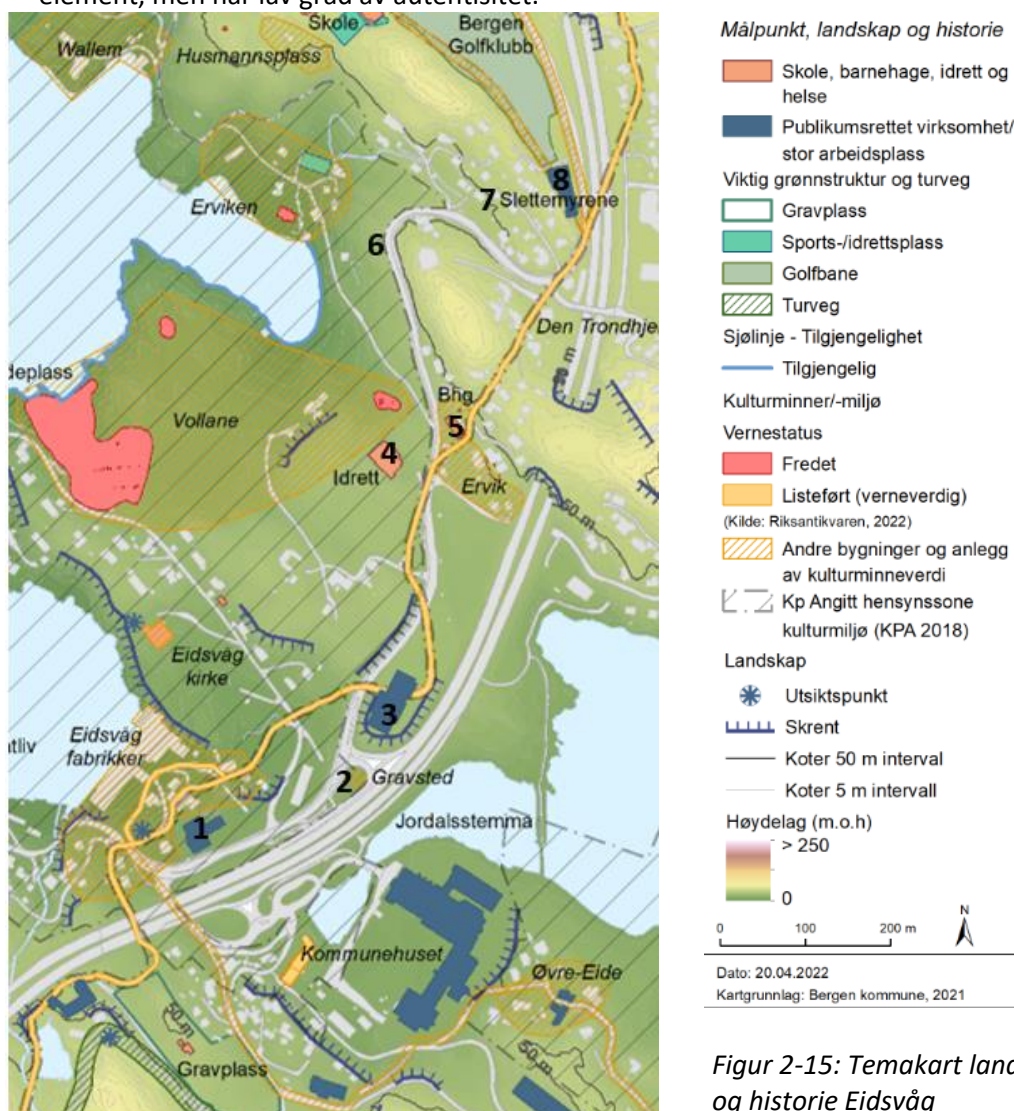 element, men har lav grad av autentisitet.
Wallem
Husmannsplass
Skole
Bergen
Golfklubb
8
7 Slettemyrene
Erviken
6
Den Trondhje
50 m
deplass
Vollane
Bhg
5
4
Idrett
Ervik
50 m
Eidsvåg
kirke
3
Eidsvåg
fabrikker
tliv
2 Gravsted
1
Jordalsstemma
Kommunehuset
Øvre-Eide
50 m
50 m
Gravplass
Målpunkt, landskap og historie
Skole, barnehage, idrett og
helse
Publikumsrettet virksomhet/
stor arbeidsplass
Viktig grønnstruktur og turveg
Gravplass
Sports-/idrettsplass
Golfbane
Turveg
Sjølinje - Tilgjengelighet
Tilgjengelig
Kulturminner/-miljø
Vernestatus
Fredet
Listeført (verneverdig)
(Kilde: Riksantikvaren, 2022)
Andre bygninger og anlegg
av kulturminneverdi
Kp Angitt hensynssone
kulturmiljø (KPA 2018)
Landskap
Utsiktspunkt
Skrent
Koter 50 m interval
Koter 5 m intervall
Høydelag (m.o.h)
> 250
0
N
0 100 200 m
Dato: 20.04.2022
Kartgrunnlag: Bergen kommune, 2021
Figur 2-15: Temakart land
og historie Eidsvåg